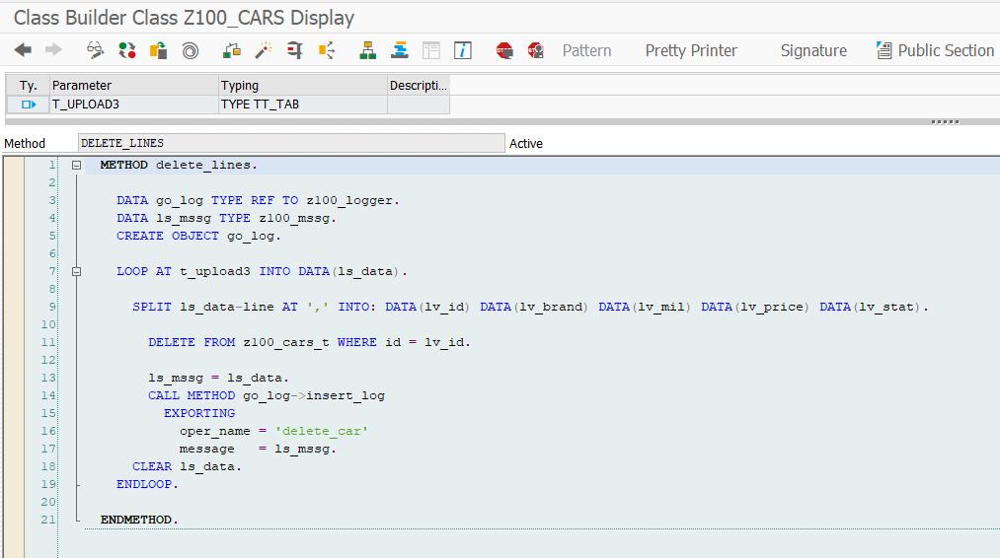 Class Builder Class Z100_CARS Display
Pattern Pretty Printer Signature Public Section
Ty. Parameter Typing Descripti...
T_UPLOAD3 TYPE TT_TAB
Method DELETE_LINES Active
1 METHOD delete_lines.
2
3 DATA go_log TYPE REF TO z100_logger.
4 DATA ls_mssg TYPE z100_mssg.
5 CREATE OBJECT go_log.
6
7 LOOP AT t_upload3 INTO DATA(ls_data).
8
9 SPLIT ls_data-line AT ',' INTO: DATA(lv_id) DATA(lv_brand) DATA(lv_mil) DATA(lv_price) DATA(lv_stat).
10
11 DELETE FROM z100_cars_t WHERE id = lv_id.
12
13 ls_mssg = ls_data.
14 CALL METHOD go_log->insert_log
15 EXPORTING
16 oper_name = 'delete_car'
17 message = ls_mssg.
18 CLEAR ls_data.
19 ENDLOOP.
20
21 ENDMETHOD.